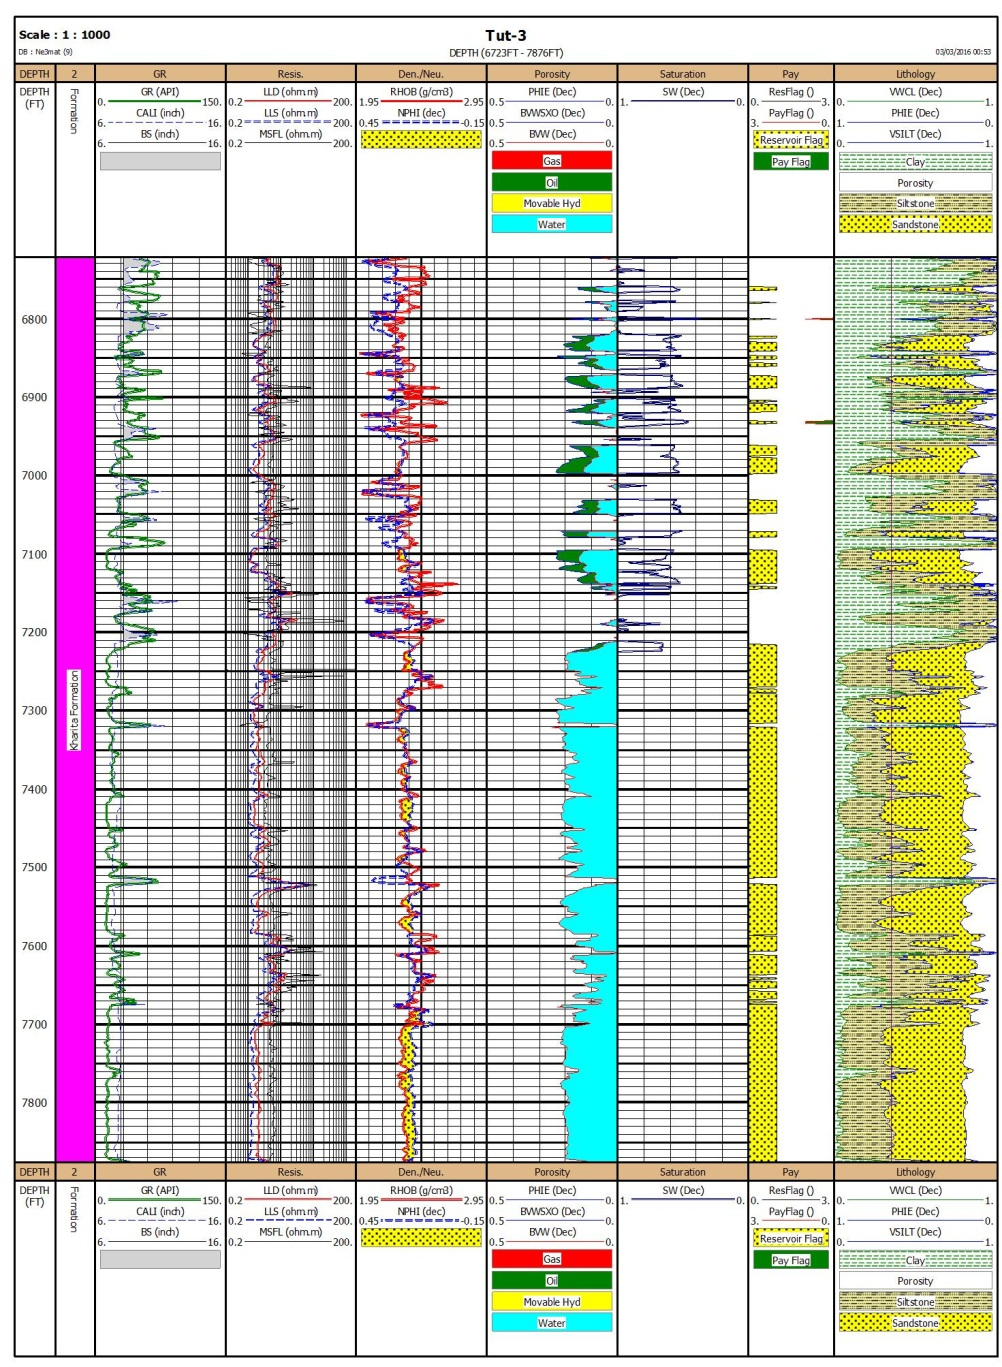 Scale : 1 : 1000
Tut-3
DB : Ne3mat (9)
DEPTH (6723FT - 7876FT)
03/03/2016 00:53
DEPTH 2 GR Resis. Den./Neu. Porosity Saturation Pay Lithology
DEPTH (FT)
Formation
GR (API)
0. 150.
CALI (inch)
6. 16.
BS (inch)
6. 16.
LLD (ohm.m)
0.2 200.
LLS (ohm.m)
0.2 200.
MSFL (ohm.m)
0.2 200.
RHOB (g/cm3)
1.95 2.95
NPHI (dec)
0.45 -0.15
PHIE (Dec)
0.5 0.
BVWSXO (Dec)
0.5 0.
BVW (Dec)
0.5 0.
Gas
Oil
Movable Hyd
Water
SW (Dec)
1. 0.
ResFlag ()
0. 3.
PayFlag ()
3. 0.
Reservoir Flag
Pay Flag
VWCL (Dec)
0. 1.
PHIE (Dec)
1. 0.
VSILT (Dec)
0. 1.
Clay
Porosity
Siltstone
Sandstone
6800
6900
7000
7100
7200
7300
7400
7500
7600
7700
7800
Kharita Formation
DEPTH 2 GR Resis. Den./Neu. Porosity Saturation Pay Lithology
DEPTH (FT)
Formation
GR (API)
0. 150.
CALI (inch)
6. 16.
BS (inch)
6. 16.
LLD (ohm.m)
0.2 200.
LLS (ohm.m)
0.2 200.
MSFL (ohm.m)
0.2 200.
RHOB (g/cm3)
1.95 2.95
NPHI (dec)
0.45 -0.15
PHIE (Dec)
0.5 0.
BVWSXO (Dec)
0.5 0.
BVW (Dec)
0.5 0.
Gas
Oil
Movable Hyd
Water
SW (Dec)
1. 0.
ResFlag ()
0. 3.
PayFlag ()
3. 0.
Reservoir Flag
Pay Flag
VWCL (Dec)
0. 1.
PHIE (Dec)
1. 0.
VSILT (Dec)
0. 1.
Clay
Porosity
Siltstone
Sandstone